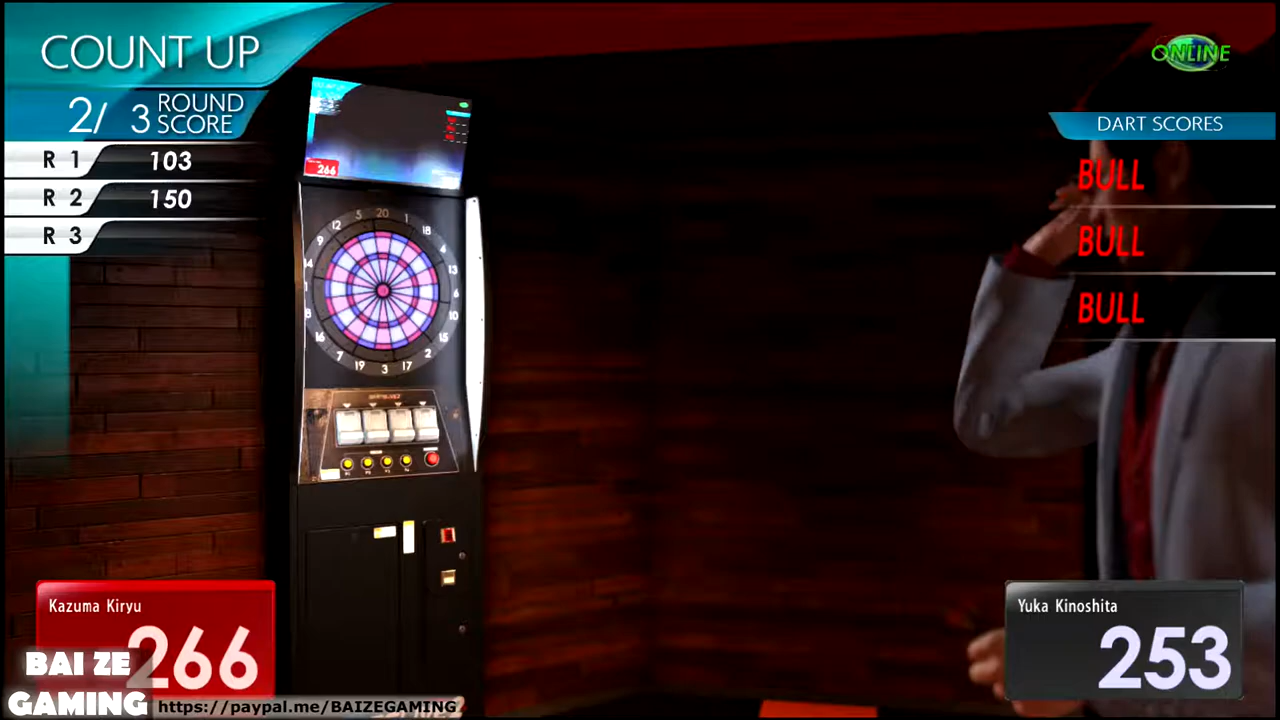 COUNT UP
2/ 3 ROUND SCORE
R 1 103
R 2 150
R 3
ONLINE
DART SCORES
BULL
BULL
BULL
266
5 20 1
12 18
9 4
14 13
6
8 10
16 15
7 2
19 3 17
Kazuma Kiryu
266
Yuka Kinoshita
253
BAI ZE
GAMING
https://paypal.me/BAIZEGAMING